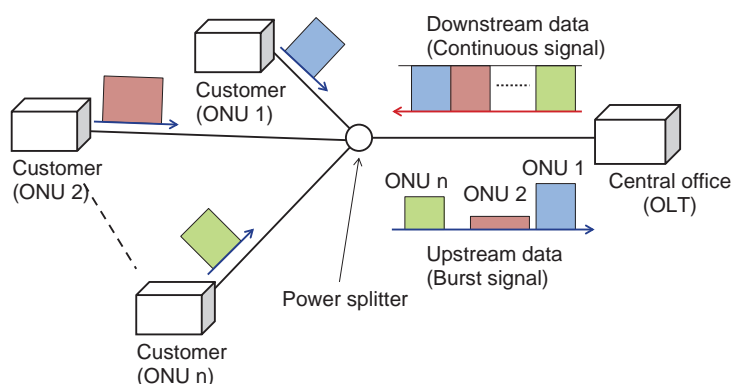 Downstream data
(Continuous signal)
Customer
(ONU 1)
Customer
(ONU 2)
ONU n
ONU 2
ONU 1
Central office
(OLT)
Upstream data
(Burst signal)
Power splitter
Customer
(ONU n)